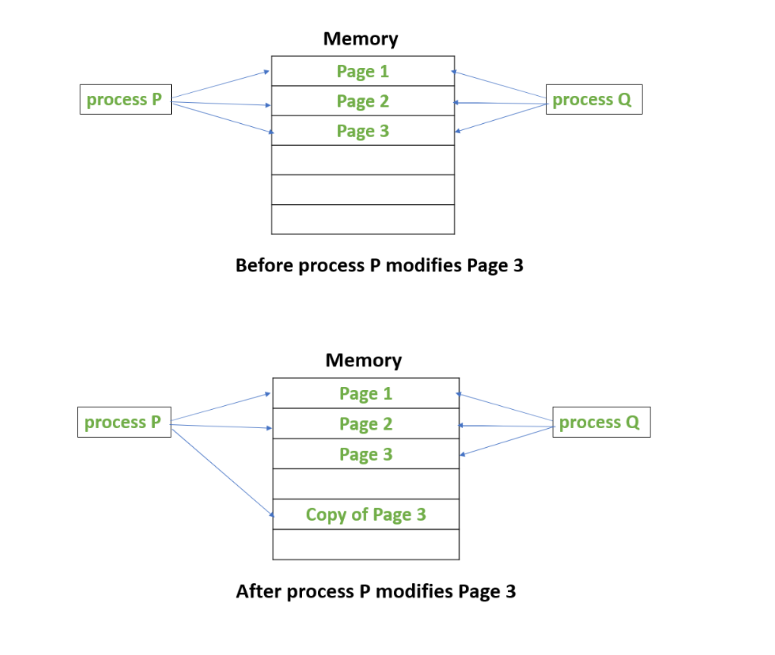 Memory
Page 1
process P
Page 2
process Q
Page 3
Before process P modifies Page 3
Memory
Page 1
process P
Page 2
process Q
Page 3
Copy of Page 3
After process P modifies Page 3